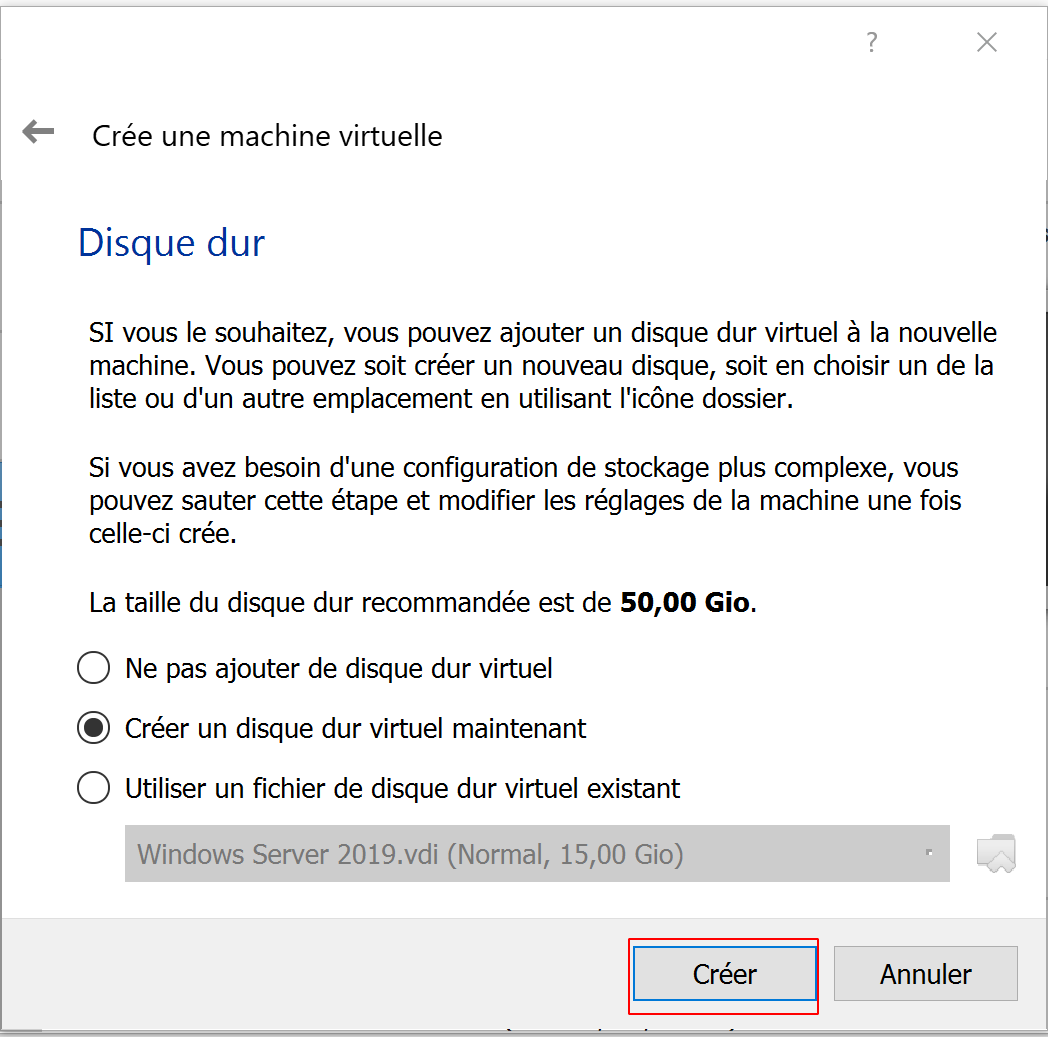 ?
Crée une machine virtuelle
Disque dur
SI vous le souhaitez, vous pouvez ajouter un disque dur virtuel à la nouvelle
machine. Vous pouvez soit créer un nouveau disque, soit en choisir un de la
liste ou d'un autre emplacement en utilisant l'icône dossier.
Si vous avez besoin d'une configuration de stockage plus complexe, vous
pouvez sauter cette étape et modifier les réglages de la machine une fois
celle-ci crée.
La taille du disque dur recommandée est de 50,00 Gio.
Ne pas ajouter de disque dur virtuel
Créer un disque dur virtuel maintenant
Utiliser un fichier de disque dur virtuel existant
Windows Server 2019.vdi (Normal, 15,00 Gio)
Créer
Annuler